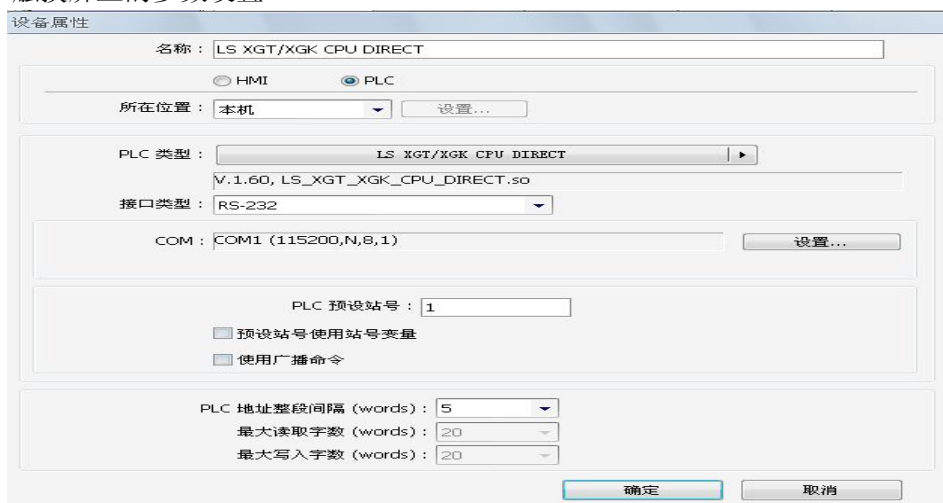 设备属性
名称： LS XGT/XGK CPU DIRECT
HMI PLC
所在位置： 本机 设置...
PLC 类型： LS XGT/XGK CPU DIRECT
V.1.60, LS_XGT_XGK_CPU_DIRECT.so
接口类型： RS-232
COM： COM1 (115200,N,8,1) 设置...
PLC 预设站号： 1
预设站号使用站号变量
使用广播命令
PLC 地址整段间隔 (words)： 5
最大读取字数 (words)： 20
最大写入字数 (words)： 20
确定 取消